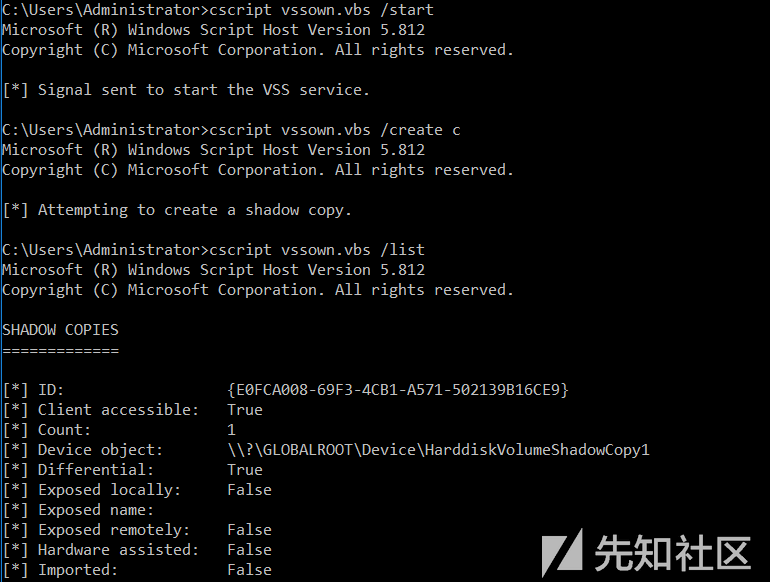 C:\Users\Administrator>cscript vssown.vbs /start
Microsoft (R) Windows Script Host Version 5.812
Copyright (C) Microsoft Corporation. All rights reserved.
[*] Signal sent to start the VSS service.
C:\Users\Administrator>cscript vssown.vbs /create c
Microsoft (R) Windows Script Host Version 5.812
Copyright (C) Microsoft Corporation. All rights reserved.
[*] Attempting to create a shadow copy.
C:\Users\Administrator>cscript vssown.vbs /list
Microsoft (R) Windows Script Host Version 5.812
Copyright (C) Microsoft Corporation. All rights reserved.
SHADOW COPIES
=============
[*] ID: {E0FCA008-69F3-4CB1-A571-502139B16CE9}
[*] Client accessible: True
[*] Count: 1
[*] Device object: \\?\GLOBALROOT\Device\HarddiskVolumeShadowCopy1
[*] Differential: True
[*] Exposed locally: False
[*] Exposed name:
[*] Exposed remotely: False
[*] Hardware assisted: False
[*] Imported: False
先知社区